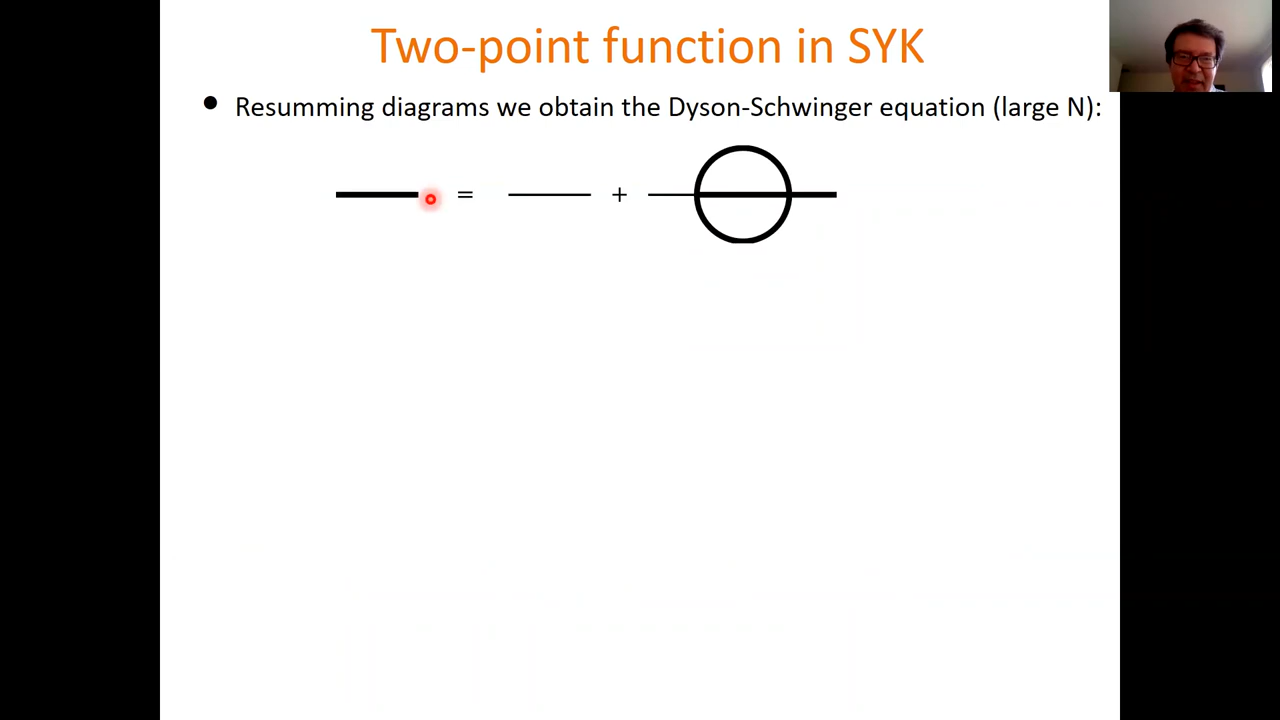 Two-point function in SYK
• Resumming diagrams we obtain the Dyson-Schwinger equation (large N):
= +